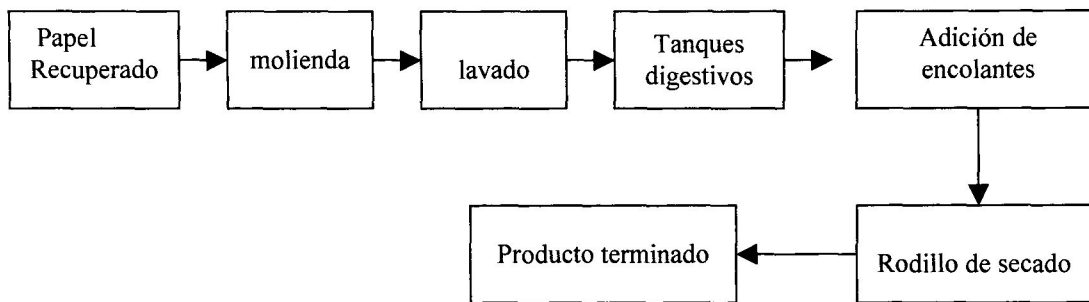 Papel
Recuperado
molienda
lavado
Tanques
digestivos
Adición de
encolantes
Rodillo de secado
Producto terminado